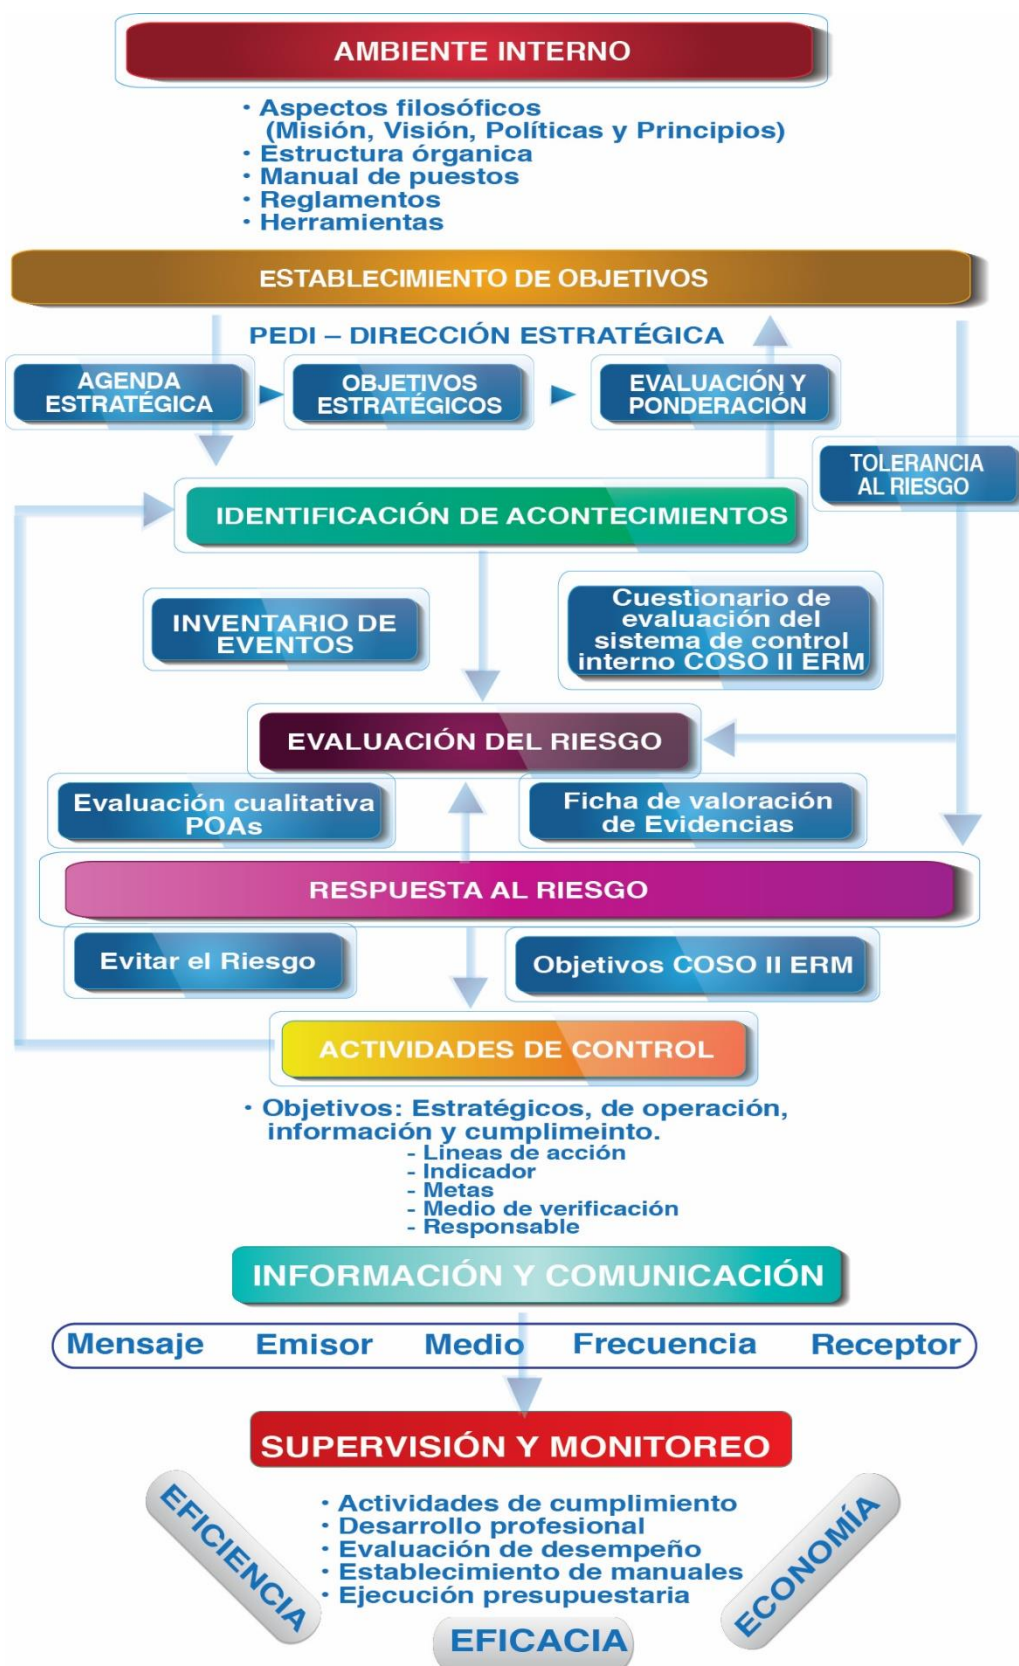 AMBIENTE INTERNO
· Aspectos filosóficos
(Misión, Visión, Políticas y Principios)
· Estructura órganica
· Manual de puestos
· Reglamentos
· Herramientas
ESTABLECIMIENTO DE OBJETIVOS
PEDI – DIRECCIÓN ESTRATÉGICA
AGENDA
ESTRATÉGICA
OBJETIVOS
ESTRATÉGICOS
EVALUACIÓN Y
PONDERACIÓN
TOLERANCIA
AL RIESGO
IDENTIFICACIÓN DE ACONTECIMIENTOS
INVENTARIO DE
EVENTOS
Cuestionario de
evaluación del
sistema de control
interno COSO II ERM
EVALUACIÓN DEL RIESGO
Evaluación cualitativa
POAs
Ficha de valoración
de Evidencias
RESPUESTA AL RIESGO
Evitar el Riesgo
Objetivos COSO II ERM
ACTIVIDADES DE CONTROL
· Objetivos: Estratégicos, de operación,
información y cumplimeinto.
- Líneas de acción
- Indicador
- Metas
- Medio de verificación
- Responsable
INFORMACIÓN Y COMUNICACIÓN
Mensaje Emisor Medio Frecuencia Receptor
SUPERVISIÓN Y MONITOREO
· Actividades de cumplimiento
· Desarrollo profesional
· Evaluación de desempeño
· Establecimiento de manuales
· Ejecución presupuestaria
EFICIENCIA
EFICACIA
ECONOMÍA